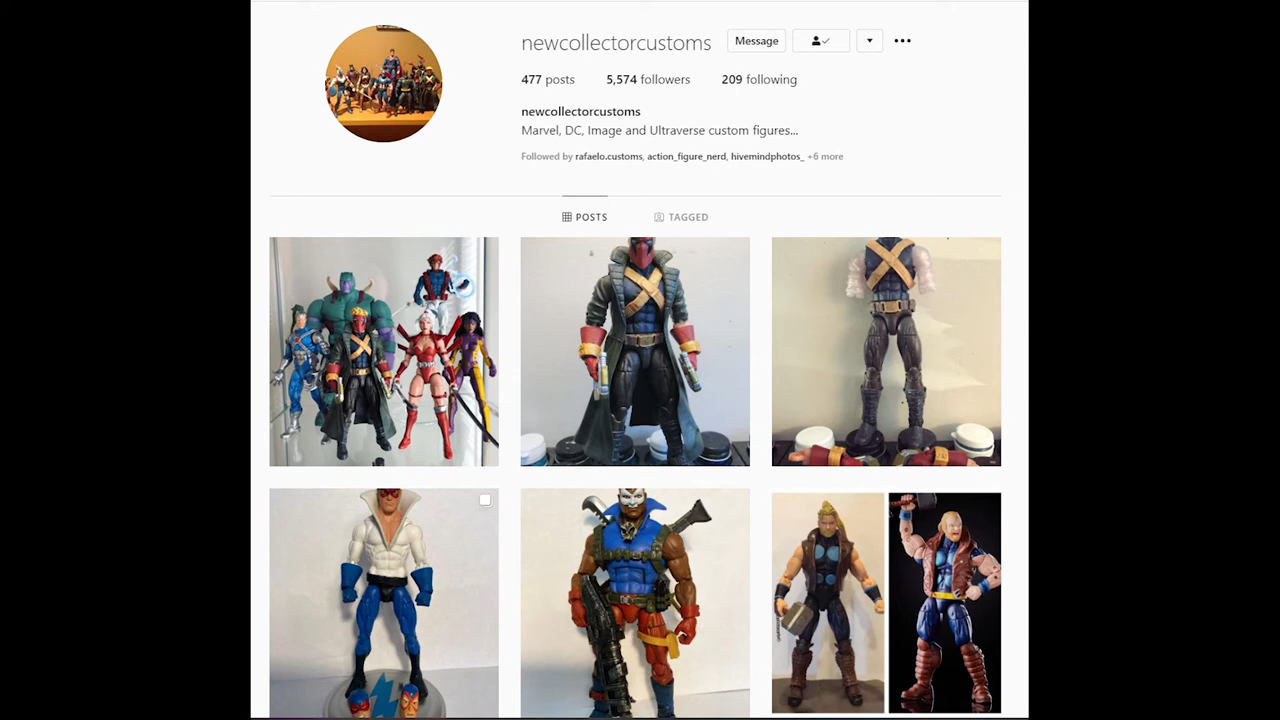 newcollectorcustoms Message
477 posts 5,574 followers 209 following
newcollectorcustoms
Marvel, DC, Image and Ultraverse custom figures...
Followed by rafaelo.customs, action_figure_nerd, hivemindphotos_ +6 more
POSTS TAGGED